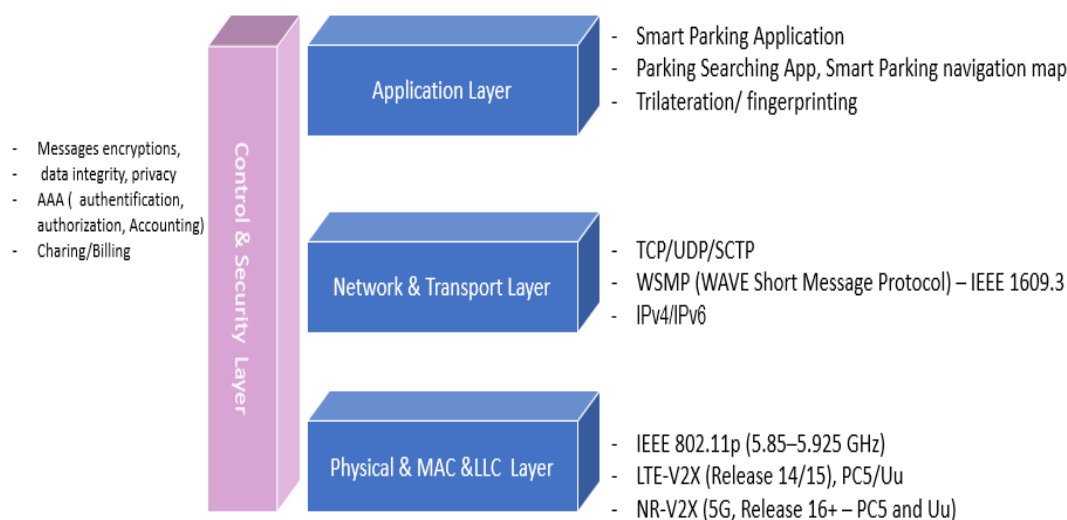 - Messages encryptions,
- data integrity, privacy
- AAA ( authentification,
authorization, Accounting)
- Charing/Billing
Control & Security Layer
Application Layer
- Smart Parking Application
- Parking Searching App, Smart Parking navigation map
- Trilateration/ fingerprinting
Network & Transport Layer
- TCP/UDP/SCTP
- WSMP (WAVE Short Message Protocol) – IEEE 1609.3
- IPv4/IPv6
Physical & MAC &LLC Layer
- IEEE 802.11p (5.85–5.925 GHz)
- LTE-V2X (Release 14/15), PC5/Uu
- NR-V2X (5G, Release 16+ – PC5 and Uu)